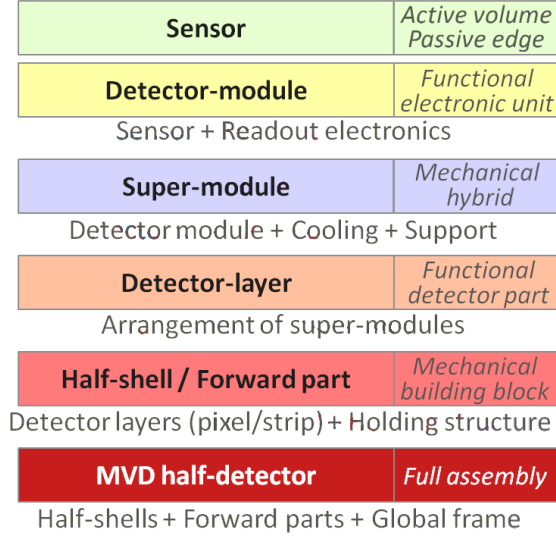 Sensor
Active volume
Passive edge
Detector-module
Functional
electronic unit
Sensor + Readout electronics
Super-module
Mechanical
hybrid
Detector module + Cooling + Support
Detector-layer
Functional
detector part
Arrangement of super-modules
Half-shell / Forward part
Mechanical
building block
Detector layers (pixel/strip) + Holding structure
MVD half-detector
Full assembly
Half-shells + Forward parts + Global frame